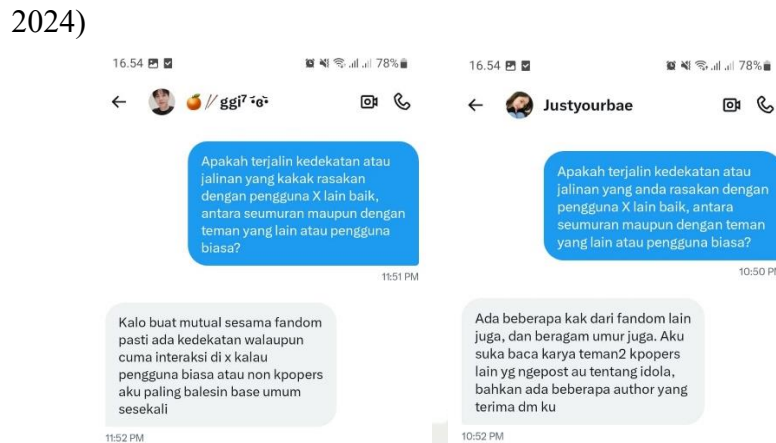 2024)
16.54 78%
🍊🥢 ggi⁷
Apakah terjalin kedekatan atau
jalinan yang kakak rasakan
dengan pengguna X lain baik,
antara seumuran maupun dengan
teman yang lain atau pengguna
biasa?
11:51 PM
Kalo buat mutual sesama fandom
pasti ada kedekatan walaupun
cuma interaksi di x kalau
pengguna biasa atau non kpopers
aku paling balesin base umum
sesekali
11:52 PM
16.54 78%
Justyourbae
Apakah terjalin kedekatan atau
jalinan yang anda rasakan dengan
pengguna X lain baik, antara
seumuran maupun dengan teman
yang lain atau pengguna biasa?
10:50 PM
Ada beberapa kak dari fandom lain
juga, dan beragam umur juga. Aku
suka baca karya teman2 kpopers
lain yg ngepost au tentang idola,
bahkan ada beberapa author yang
terima dm ku
10:52 PM